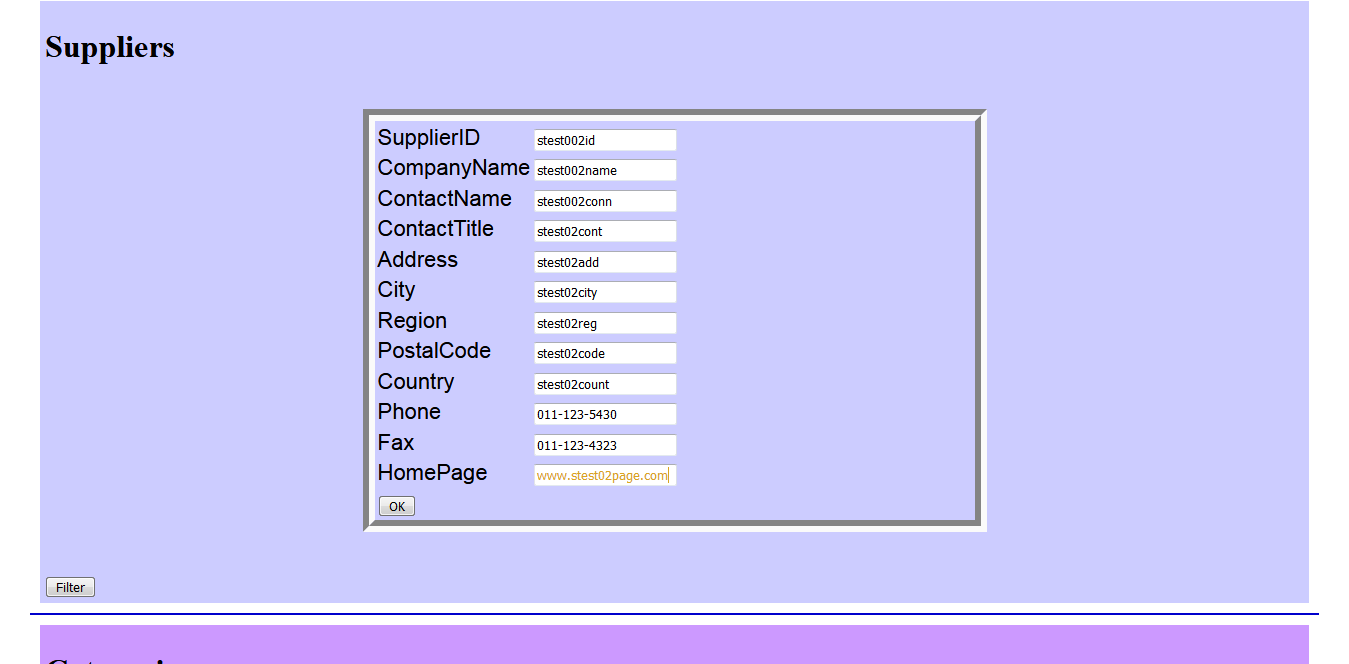 Suppliers
SupplierID stest002id
CompanyName stest002name
ContactName stest002conn
ContactTitle stest02cont
Address stest02add
City stest02city
Region stest02reg
PostalCode stest02code
Country stest02count
Phone 011-123-5430
Fax 011-123-4323
HomePage www.stest02page.com
OK
Filter